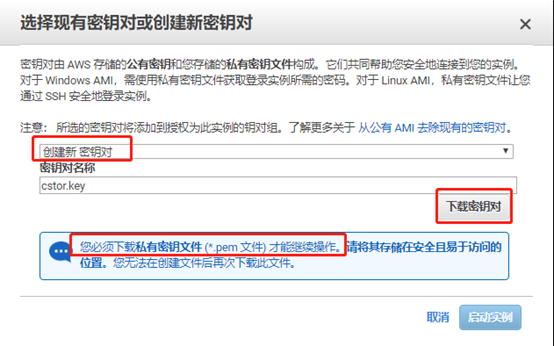 选择现有密钥对或创建新密钥对
×
密钥对由 AWS 存储的公有密钥和您存储的私有密钥文件构成。它们共同帮助您安全地连接到您的实例。
对于 Windows AMI，需使用私有密钥文件获取登录实例所需的密码。对于 Linux AMI，私有密钥文件让您
通过 SSH 安全地登录实例。
注意： 所选的密钥对将添加到授权为此实例的钥对组。了解更多关于 从公有 AMI 去除现有的密钥对。
创建新 密钥对
密钥对名称
cstor.key
下载密钥对
您必须下载私有密钥文件 (*.pem 文件) 才能继续操作。请将其存储在安全且易于访问的
位置。您无法在创建文件后再次下载此文件。
取消
启动实例